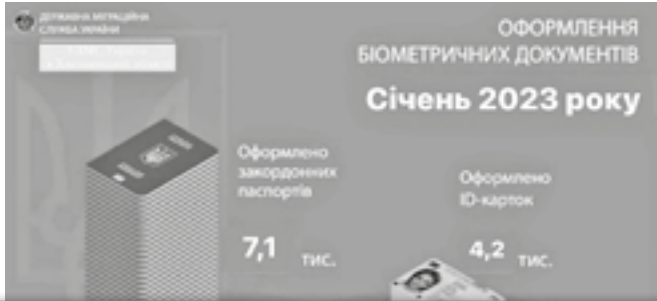 ДЕРЖАВНА МІГРАЦІЙНА
СЛУЖБА УКРАЇНИ
ОФОРМЛЕННЯ
БІОМЕТРИЧНИХ ДОКУМЕНТІВ
Січень 2023 року
Оформлено
закордонних
паспортів
7,1 тис.
Оформлено
ID-карток
4,2 тис.